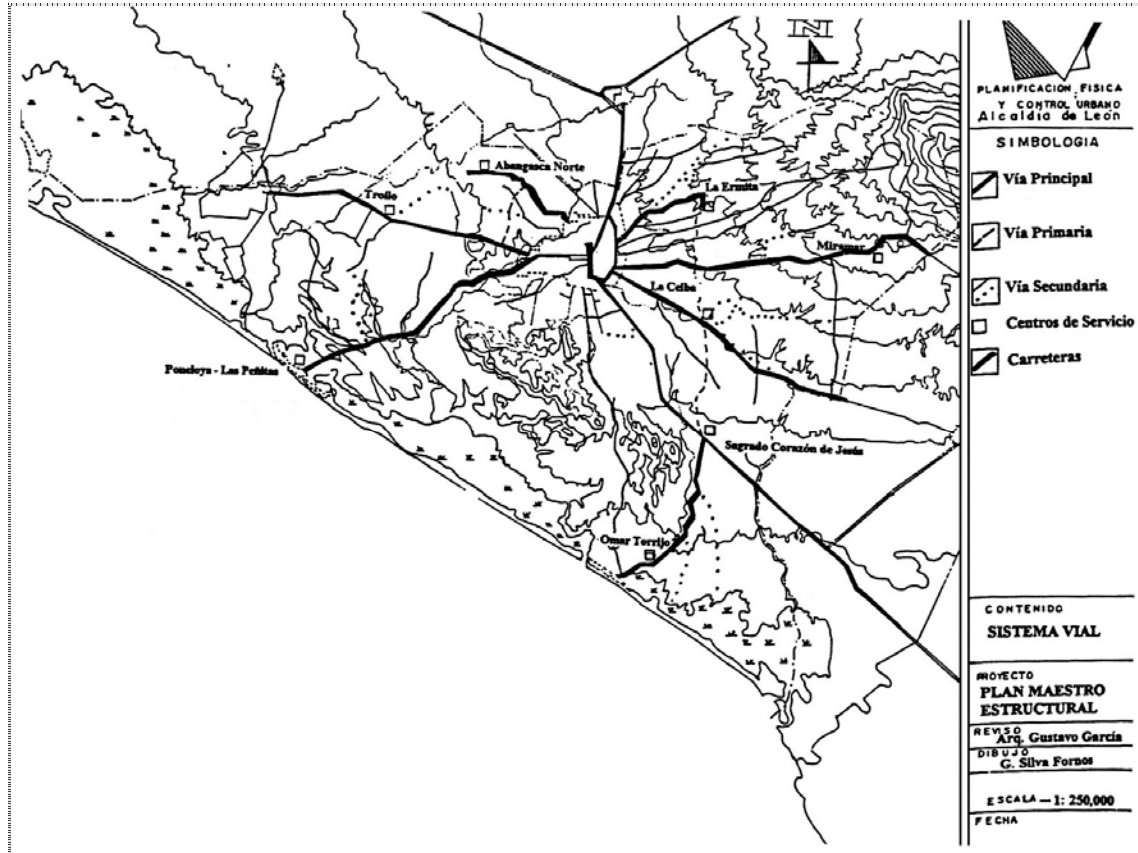 N
Abangasca Norte
Troilo
La Ermita
Miramar
La Ceiba
Poneloya - Las Peñitas
Sagrado Corazón de Jesús
Omar Torrijo
PLANIFICACION FISICA
Y CONTROL URBANO
Alcaldia de León
SIMBOLOGIA
Vía Principal
Vía Primaria
Vía Secundaria
Centros de Servicio
Carreteras
CONTENIDO
SISTEMA VIAL
PROYECTO
PLAN MAESTRO
ESTRUCTURAL
REVISO
Arq. Gustavo García
DIBUJO
G. Silva Fornos
ESCALA — 1: 250,000
FECHA